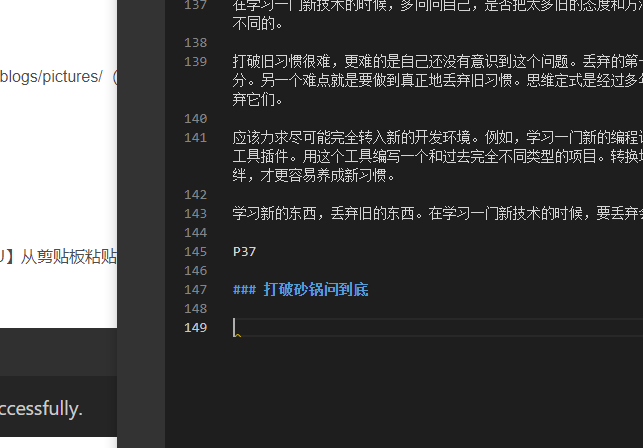 blogs/pictures/（
U】从剪贴板粘贴
ccessfully.
137 在学习一门新技术的时候，多问问自己，是否把太多旧的态度和方法
不同的。
138
139 打破旧习惯很难，更难的是自己还没有意识到这个问题。丢弃的第一
分。另一个难点就是要做到真正地丢弃旧习惯。思维定式是经过多年
弃它们。
140
141 应该力求尽可能完全转入新的开发环境。例如，学习一门新的编程语
工具插件。用这个工具编写一个和过去完全不同类型的项目。转换
绊，才更容易养成新习惯。
142
143 学习新的东西，丢弃旧的东西。在学习一门新技术的时候，要丢弃会
144
145 P37
146
147 ### 打破砂锅问到底
148
149